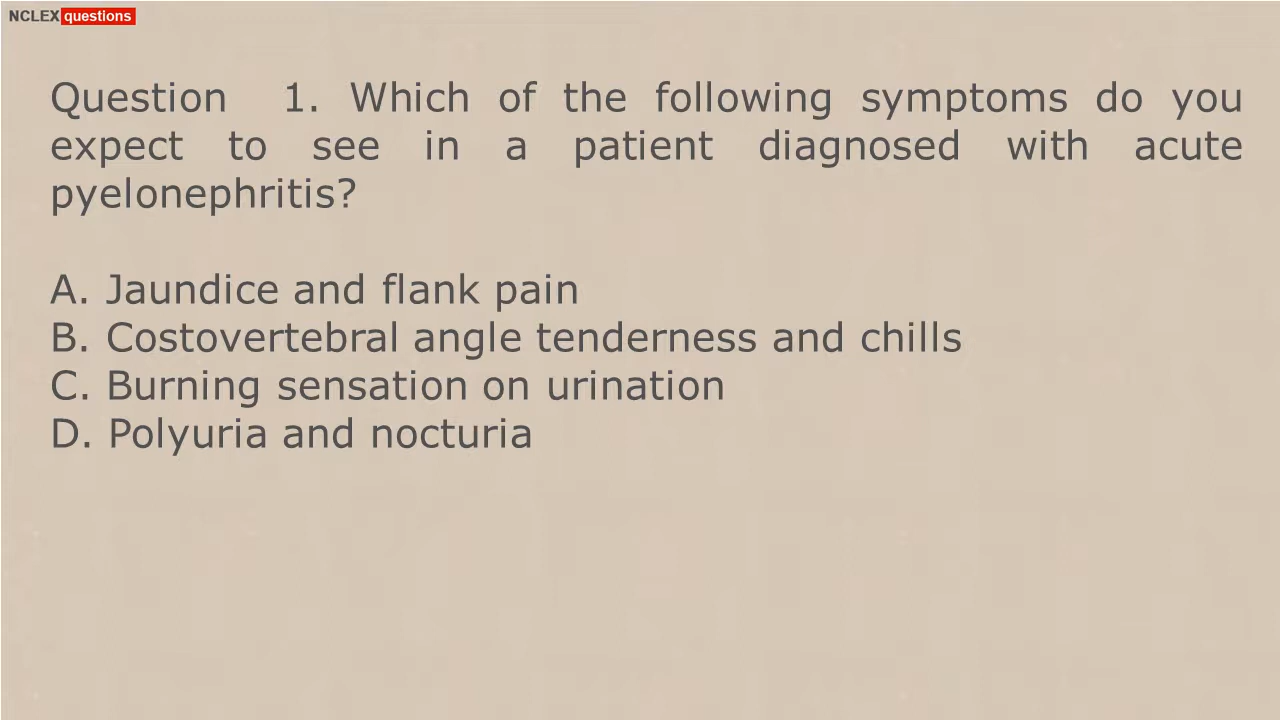 NCLEX questions
Question 1. Which of the following symptoms do you
expect to see in a patient diagnosed with acute
pyelonephritis?
A. Jaundice and flank pain
B. Costovertebral angle tenderness and chills
C. Burning sensation on urination
D. Polyuria and nocturia